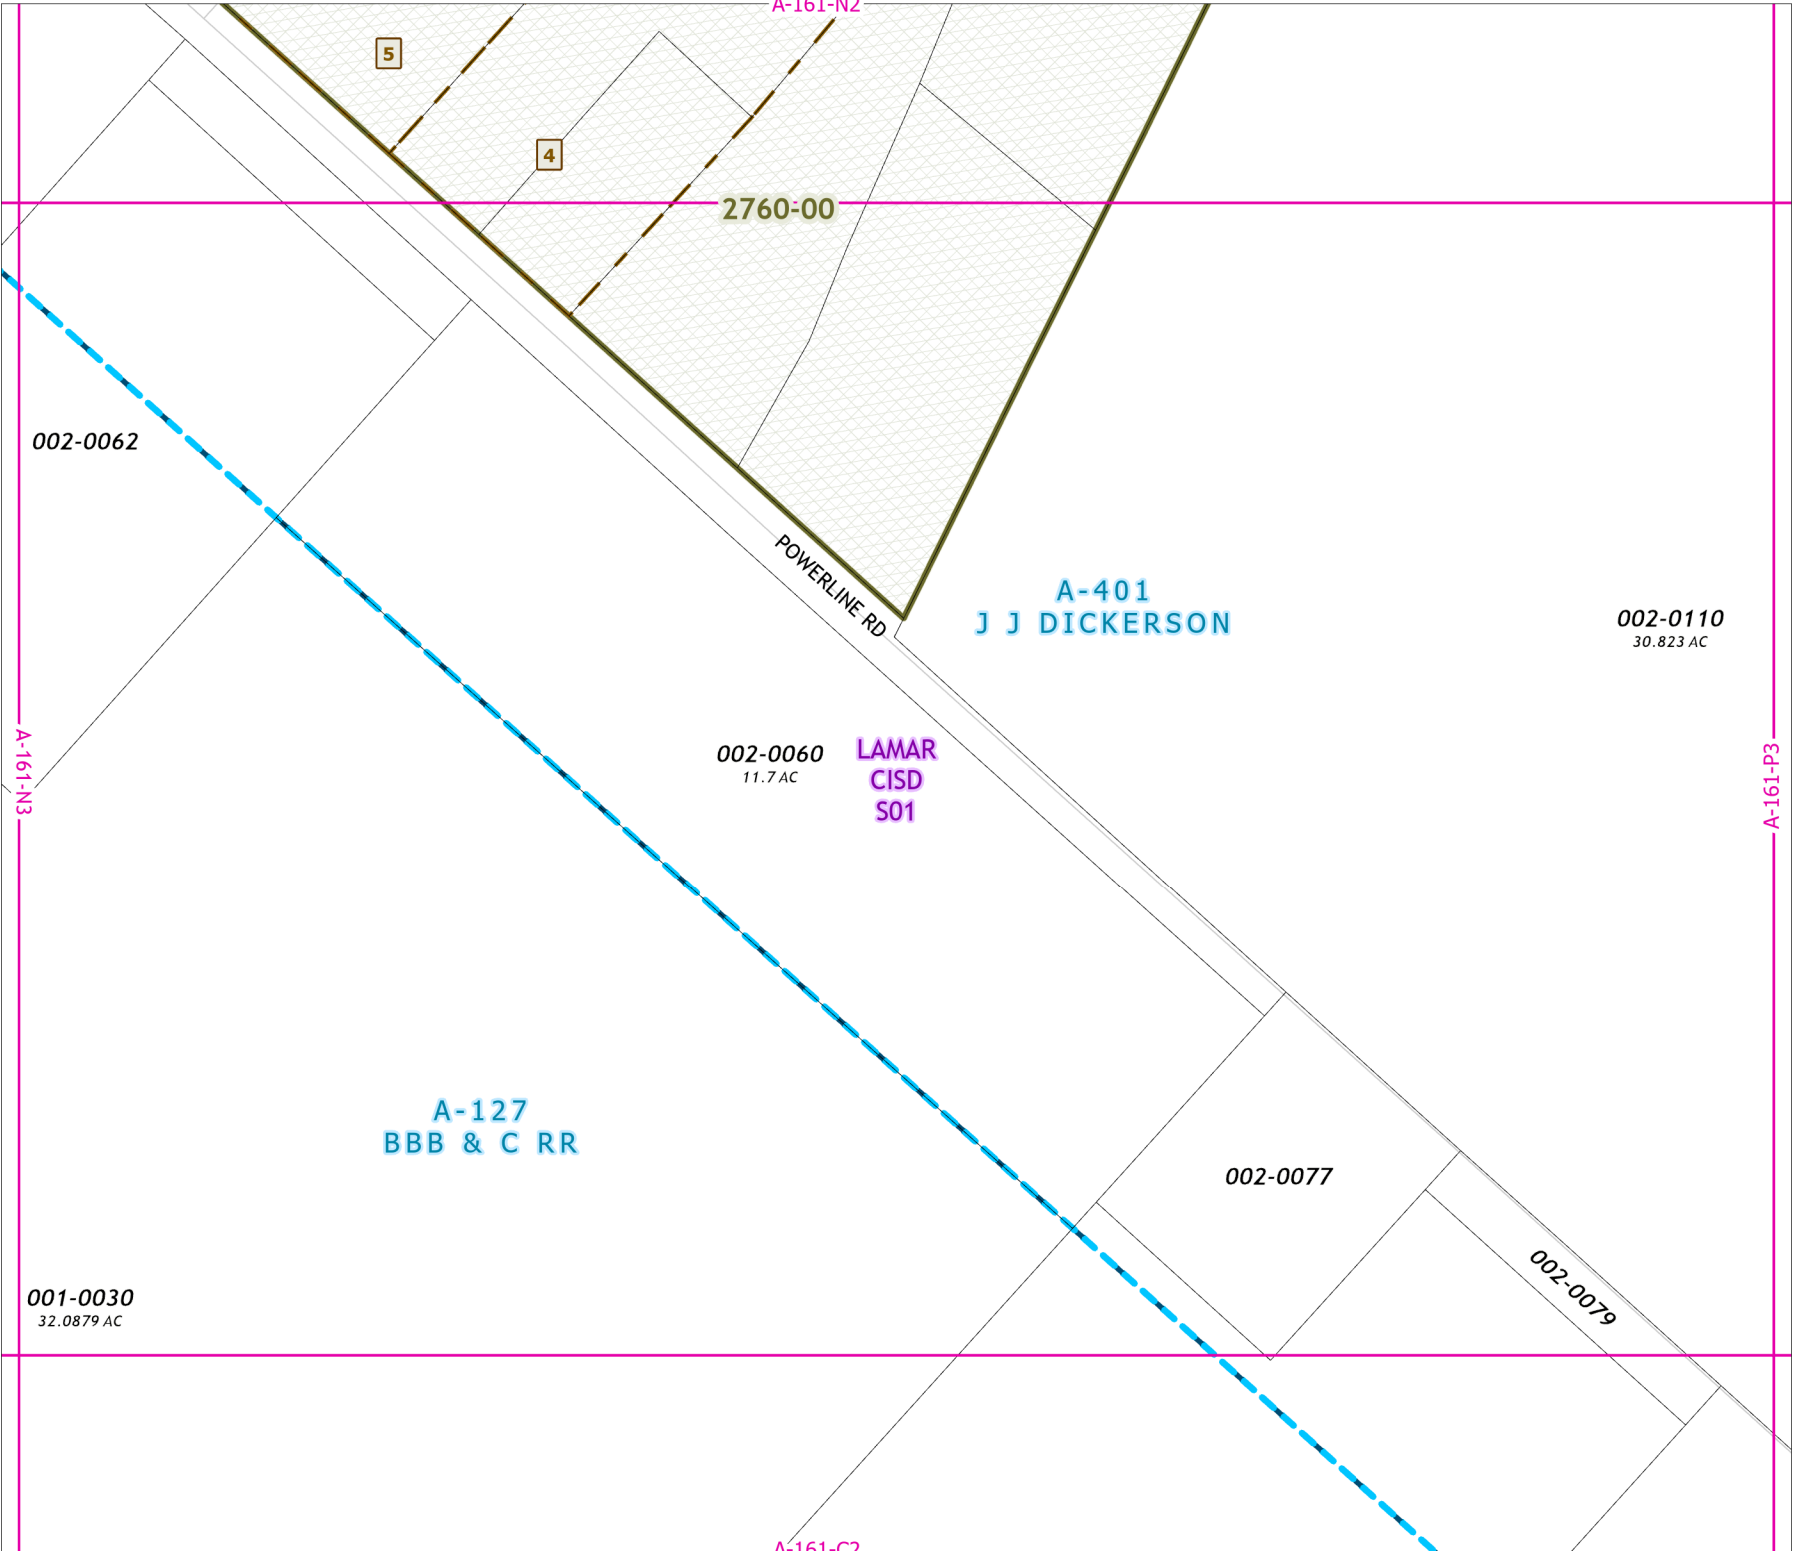 A-161-N2
5
4
2760-00
002-0062
POWERLINE RD
A-401
J J DICKERSON
002-0110
30.823 AC
A-161-N3
002-0060
11.7 AC
LAMAR
CISD
S01
A-161-P3
A-127
BBB & C RR
002-0077
002-0079
001-0030
32.0879 AC
A-161-C2